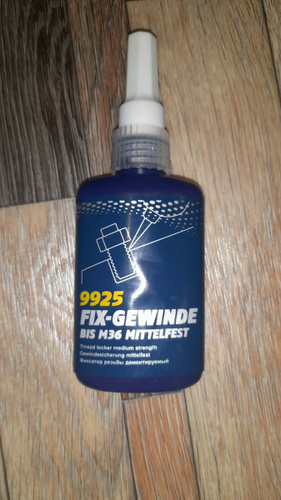 9925
FIX-GEWINDE
BIS M36 MITTELFEST
Thread locker medium strength
Gewindesicherung mittelfest
Фиксатор резьбы демонтируемый